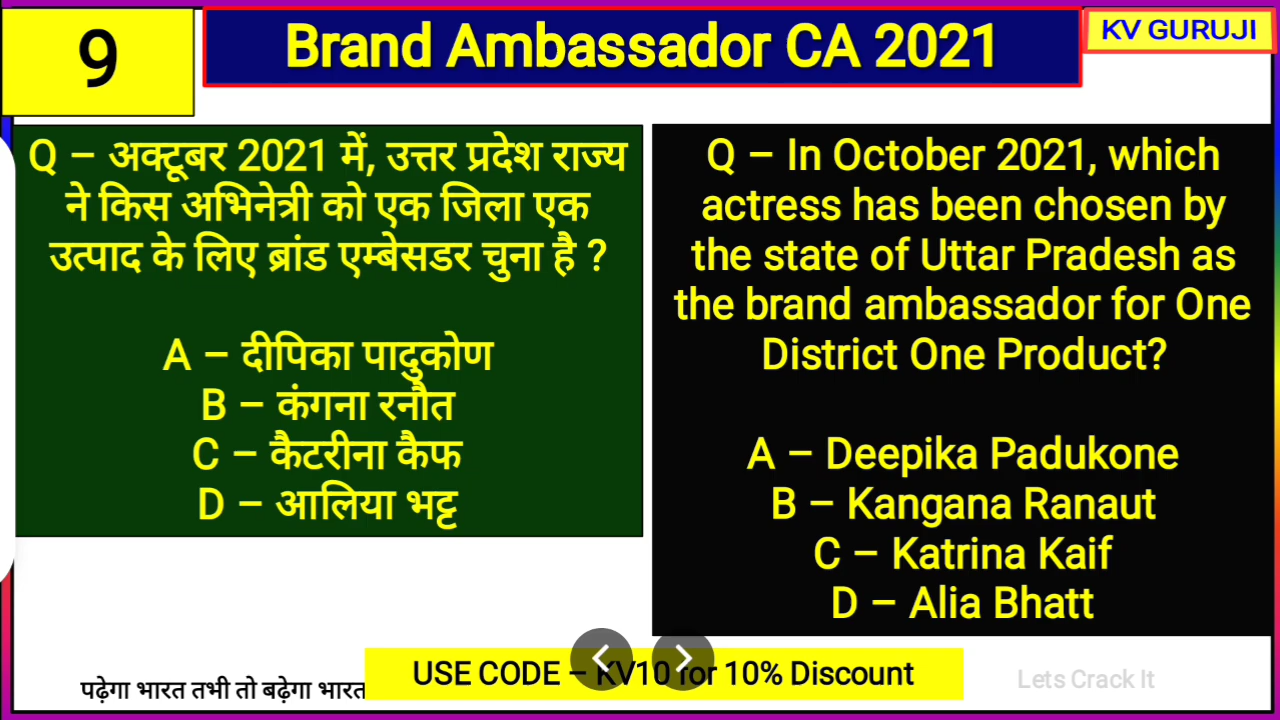 9
Brand Ambassador CA 2021
KV GURUJI
Q – अक्टूबर 2021 में, उत्तर प्रदेश राज्य
ने किस अभिनेत्री को एक जिला एक
उत्पाद के लिए ब्रांड एम्बेसडर चुना है ?
A – दीपिका पादुकोण
B – कंगना रनौत
C – कैटरीना कैफ
D – आलिया भट्ट
Q – In October 2021, which
actress has been chosen by
the state of Uttar Pradesh as
the brand ambassador for One
District One Product?
A – Deepika Padukone
B – Kangana Ranaut
C – Katrina Kaif
D – Alia Bhatt
पढ़ेगा भारत तभी तो बढ़ेगा भारत
USE CODE – KV10 for 10% Discount
Lets Crack It